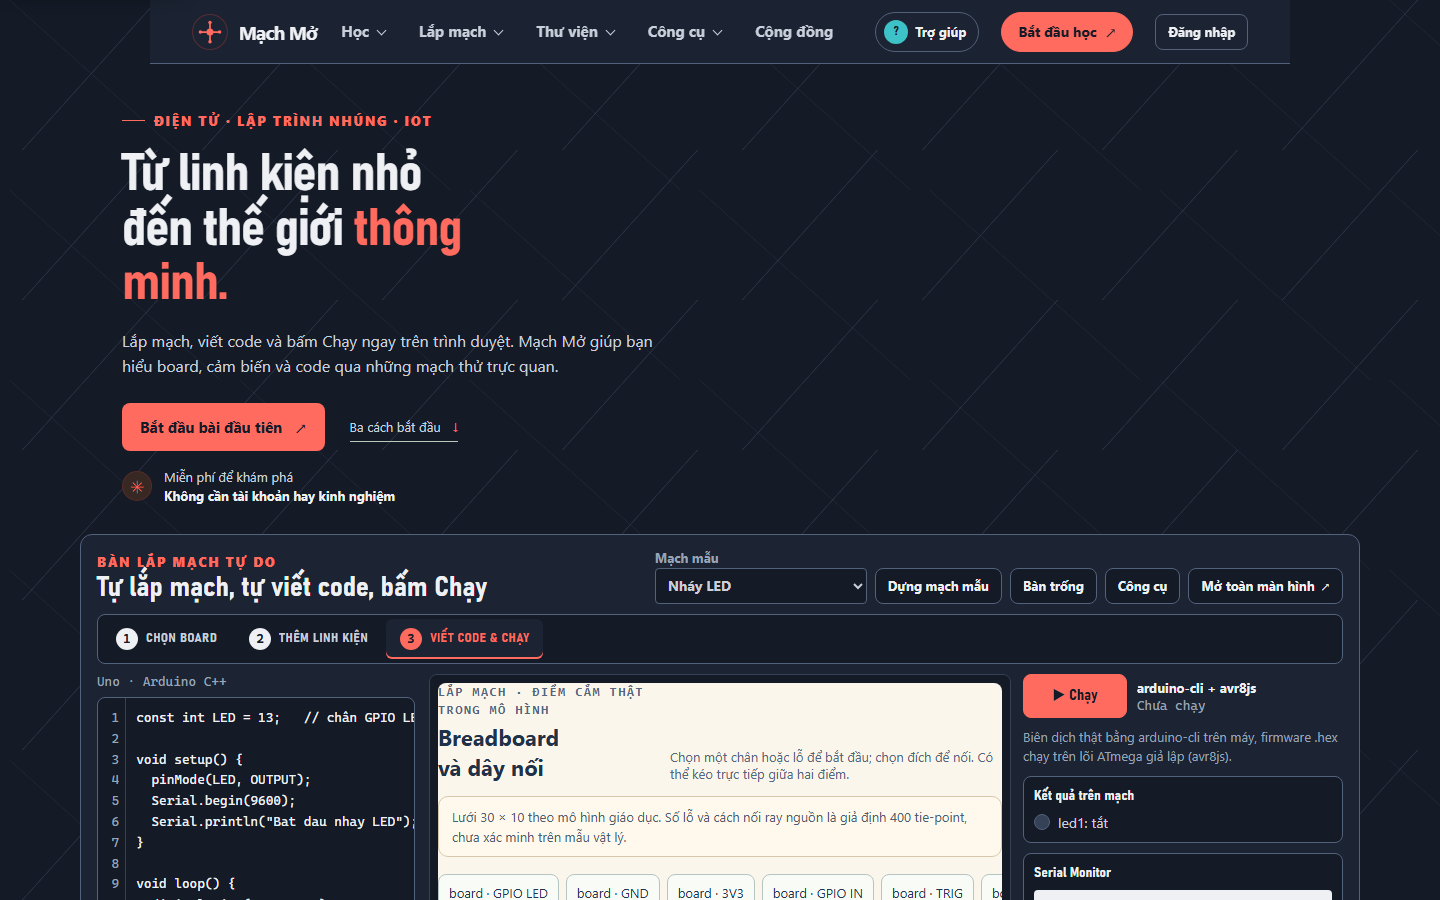 Mạch Mở
Học
Lắp mạch
Thư viện
Công cụ
Cộng đồng
? Trợ giúp
Bắt đầu học ↗
Đăng nhập
ĐIỆN TỬ · LẬP TRÌNH NHÚNG · IOT
Từ linh kiện nhỏ
đến thế giới thông
minh.
Lắp mạch, viết code và bấm Chạy ngay trên trình duyệt. Mạch Mở giúp bạn
hiểu board, cảm biến và code qua những mạch thử trực quan.
Bắt đầu bài đầu tiên ↗
Ba cách bắt đầu ↓
Miễn phí để khám phá
Không cần tài khoản hay kinh nghiệm
BÀN LẮP MẠCH TỰ DO
Tự lắp mạch, tự viết code, bấm Chạy
Mạch mẫu
Nháy LED
Dựng mạch mẫu
Bàn trống
Công cụ
Mở toàn màn hình ↗
1 CHỌN BOARD
2 THÊM LINH KIỆN
3 VIẾT CODE & CHẠY
Uno · Arduino C++
1 const int LED = 13;   // chân GPIO LE
2
3 void setup() {
4   pinMode(LED, OUTPUT);
5   Serial.begin(9600);
6   Serial.println("Bat dau nhay LED");
7 }
8
9 void loop() {
LẮP MẠCH · ĐIỂM CẮM THẬT
TRONG MÔ HÌNH
Breadboard
và dây nối
Chọn một chân hoặc lỗ để bắt đầu; chọn đích để nối. Có
thể kéo trực tiếp giữa hai điểm.
Lưới 30 × 10 theo mô hình giáo dục. Số lỗ và cách nối ray nguồn là giả định 400 tie-point,
chưa xác minh trên mẫu vật lý.
board · GPIO LED
board · GND
board · 3V3
board · GPIO IN
board · TRIG
▶ Chạy
arduino-cli + avr8js
Chưa chạy
Biên dịch thật bằng arduino-cli trên máy, firmware .hex
chạy trên lõi ATmega giả lập (avr8js).
Kết quả trên mạch
led1: tắt
Serial Monitor